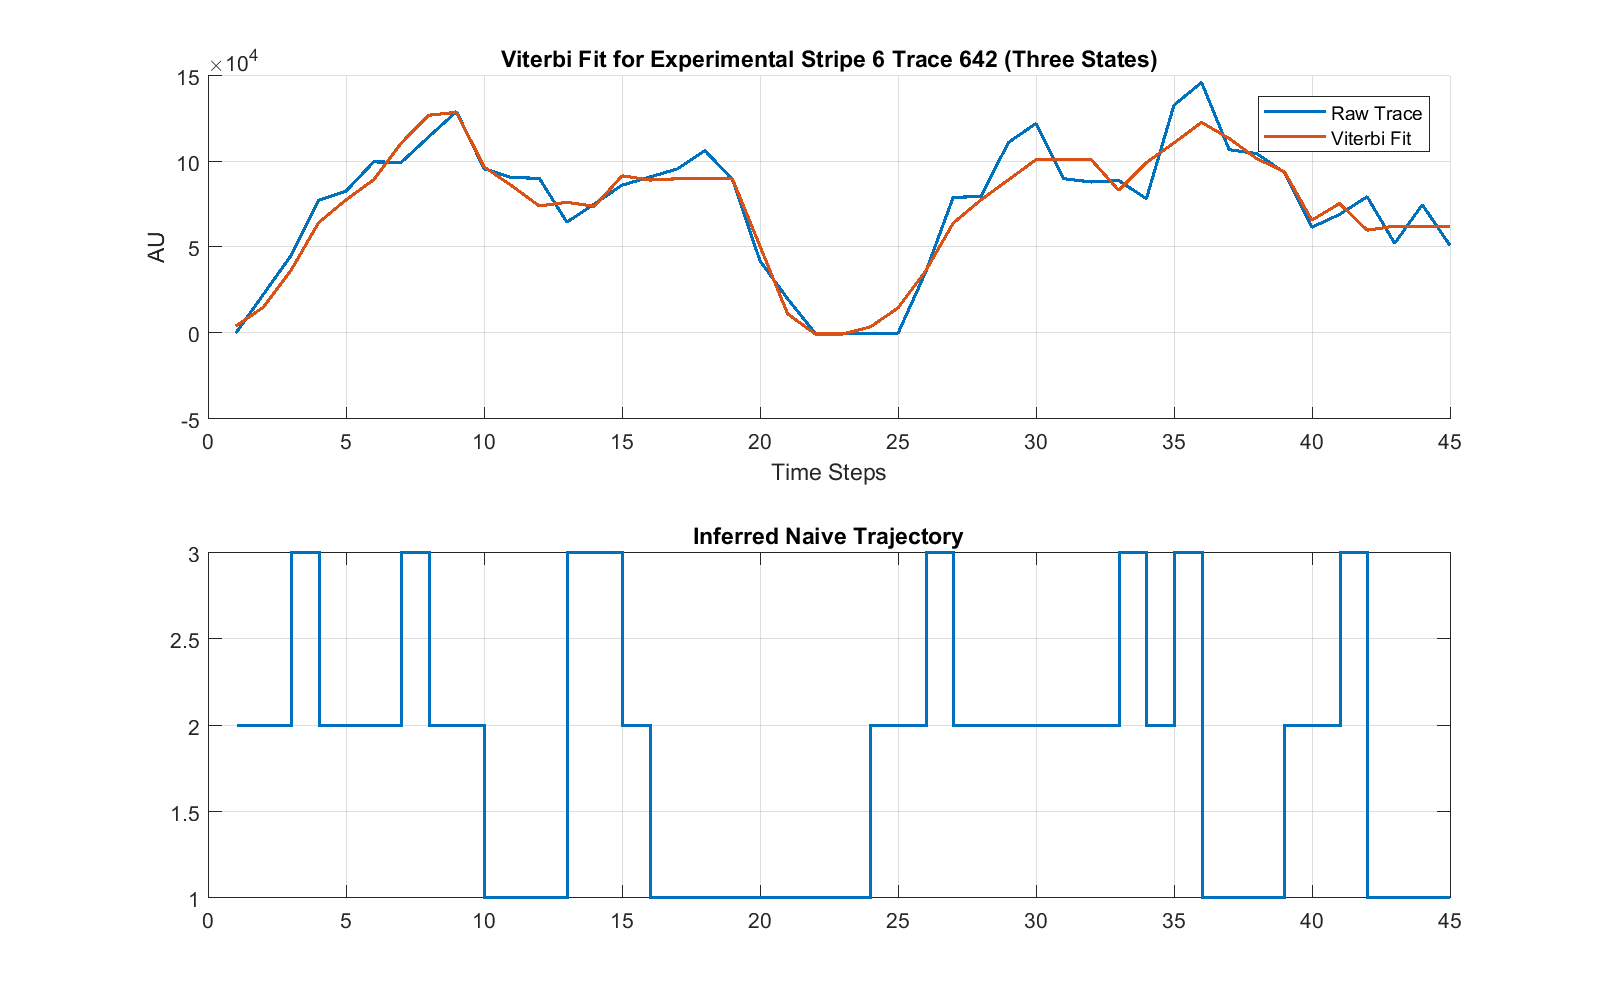 Viterbi Fit for Experimental Stripe 6 Trace 642 (Three States)
×10⁴
15
10
5
0
-5
AU
Raw Trace
Viterbi Fit
0 5 10 15 20 25 30 35 40 45
Time Steps
Inferred Naive Trajectory
3
2.5
2
1.5
1
0 5 10 15 20 25 30 35 40 45